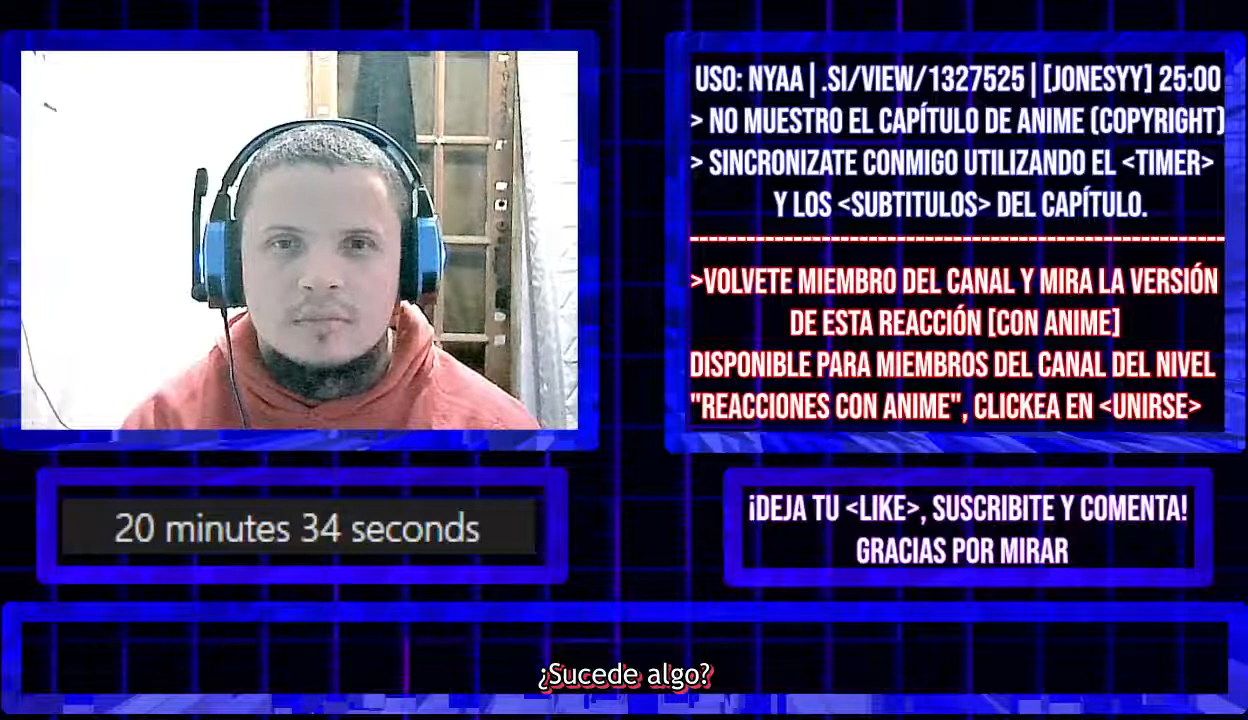 USO: NYAA | .SI/VIEW/1327525 | [JONESYY] 25:00
> NO MUESTRO EL CAPÍTULO DE ANIME (COPYRIGHT)
> SINCRONIZATE CONMIGO UTILIZANDO EL <TIMER>
Y LOS <SUBTITULOS> DEL CAPÍTULO.
>VOLVETE MIEMBRO DEL CANAL Y MIRA LA VERSIÓN
DE ESTA REACCIÓN [CON ANIME]
DISPONIBLE PARA MIEMBROS DEL CANAL DEL NIVEL
"REACCIONES CON ANIME", CLICKEA EN <UNIRSE>
20 minutes 34 seconds
¡DEJA TU <LIKE>, SUSCRIBITE Y COMENTA!
GRACIAS POR MIRAR
¿Sucede algo?